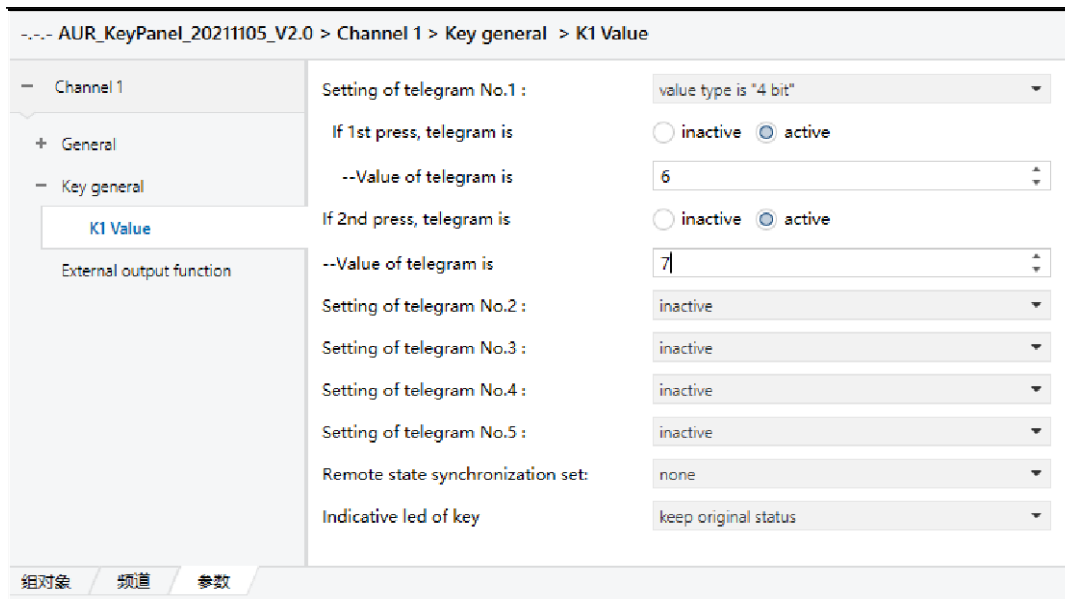 -.-.- AUR_KeyPanel_20211105_V2.0 > Channel 1 > Key general > K1 Value
− Channel 1
+ General
− Key general
K1 Value
External output function
Setting of telegram No.1 : value type is "4 bit"
If 1st press, telegram is inactive active
--Value of telegram is 6
If 2nd press, telegram is inactive active
--Value of telegram is 7
Setting of telegram No.2 : inactive
Setting of telegram No.3 : inactive
Setting of telegram No.4 : inactive
Setting of telegram No.5 : inactive
Remote state synchronization set: none
Indicative led of key keep original status
组对象 频道 参数